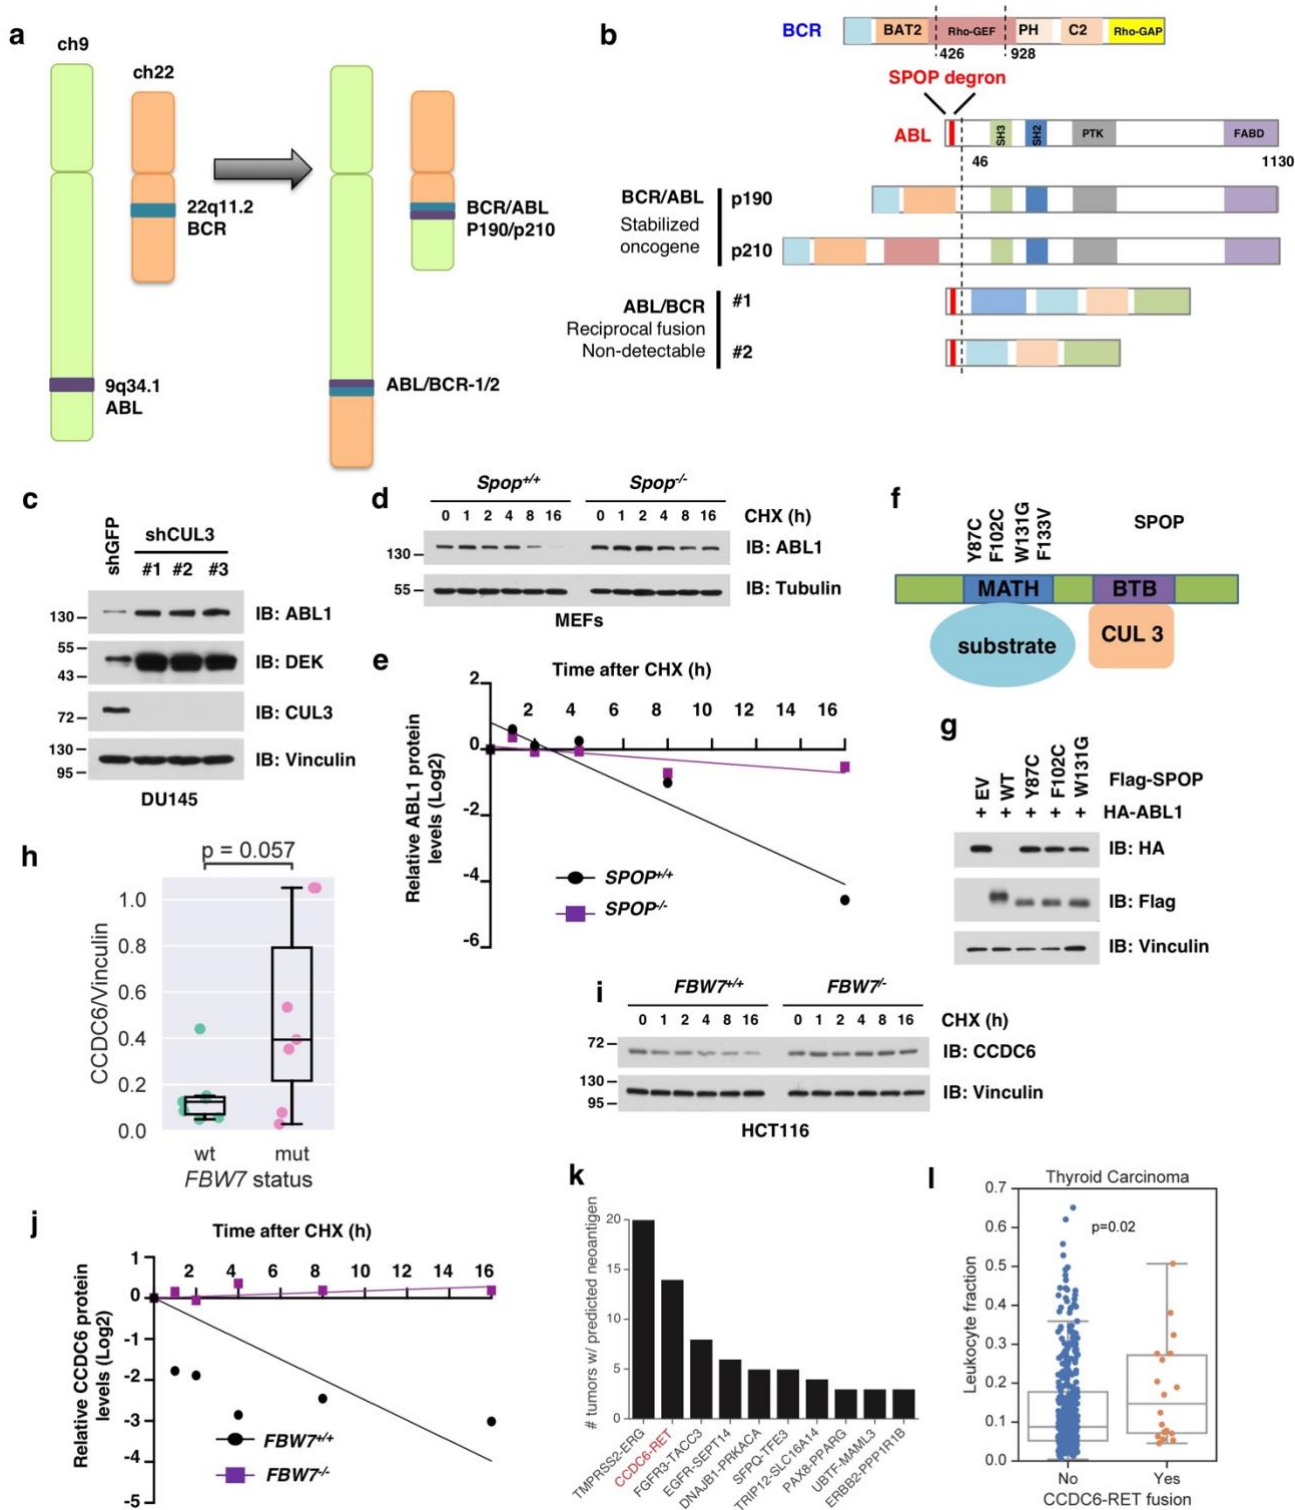 a
ch9
ch22
22q11.2
BCR
9q34.1
ABL
BCR/ABL
P190/p210
ABL/BCR-1/2
b
BCR
BAT2
Rho-GEF
PH
C2
Rho-GAP
426
928
SPOP degron
ABL
SH3
SH2
PTK
FABD
46
1130
BCR/ABL
Stabilized
oncogene
p190
p210
ABL/BCR
Reciprocal fusion
Non-detectable
#1
#2
c
shGFP
shCUL3
#1 #2 #3
130
IB: ABL1
55
43
IB: DEK
72
IB: CUL3
130
95
IB: Vinculin
DU145
d
Spop+/+
Spop-/-
0 1 2 4 8 16
0 1 2 4 8 16
CHX (h)
130
IB: ABL1
55
IB: Tubulin
MEFs
e
Time after CHX (h)
2 4 6 8 10 12 14 16
2
0
-2
-4
-6
Relative ABL1 protein
levels (Log2)
SPOP+/+
SPOP-/-
f
Y87C
F102C
W131G
F133V
SPOP
MATH
BTB
substrate
CUL 3
g
EV
WT
Y87C
F102C
W131G
Flag-SPOP
+ + + + +
HA-ABL1
IB: HA
IB: Flag
IB: Vinculin
h
p = 0.057
1.0
0.8
0.6
0.4
0.2
0.0
CCDC6/Vinculin
wt
mut
FBW7 status
i
FBW7+/+
FBW7/-
0 1 2 4 8 16
0 1 2 4 8 16
CHX (h)
72
IB: CCDC6
130
95
IB: Vinculin
HCT116
j
Time after CHX (h)
2 4 6 8 10 12 14 16
1
0
-1
-2
-3
-4
-5
Relative CCDC6 protein
levels (Log2)
FBW7+/+
FBW7-/-
k
20
15
10
5
0
# tumors w/ predicted neoantigen
TMPRSS2-ERG
CCDC6-RET
FGFR3-TACC3
EGFR-SEPT14
DNAJB1-PRKACA
SFPQ-TFE3
TRIP12-SLC16A14
PAX8-PPARG
UBTF-MAML3
ERBB2-PPP1R1B
l
Thyroid Carcinoma
p=0.02
0.7
0.6
0.5
0.4
0.3
0.2
0.1
0.0
Leukocyte fraction
No
Yes
CCDC6-RET fusion